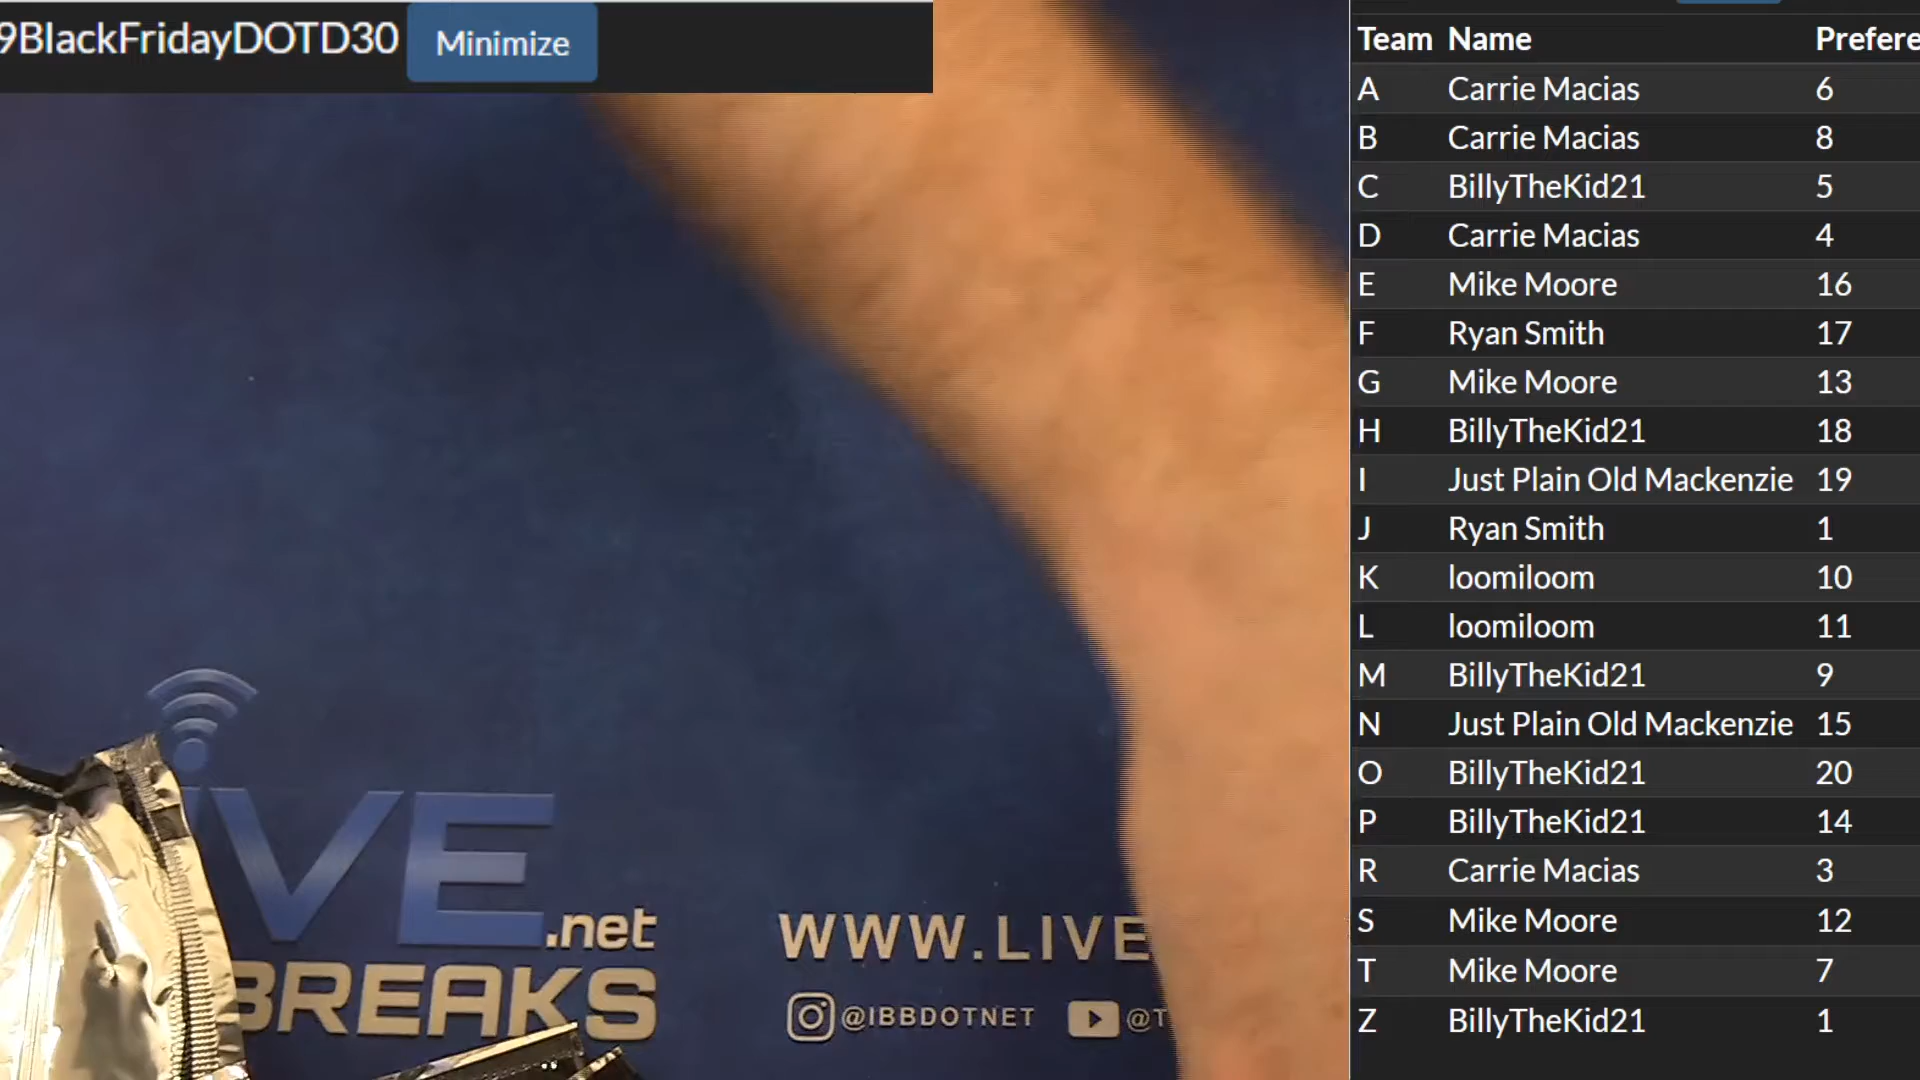 9BlackFridayDOTD30 Minimize
Team Name Prefere
A Carrie Macias 6
B Carrie Macias 8
C BillyTheKid21 5
D Carrie Macias 4
E Mike Moore 16
F Ryan Smith 17
G Mike Moore 13
H BillyTheKid21 18
I Just Plain Old Mackenzie 19
J Ryan Smith 1
K loomiloom 10
L loomiloom 11
M BillyTheKid21 9
N Just Plain Old Mackenzie 15
O BillyTheKid21 20
P BillyTheKid21 14
R Carrie Macias 3
S Mike Moore 12
T Mike Moore 7
Z BillyTheKid21 1
IVE.net
BREAKS
WWW.LIVE
@IBBDOTNET @T